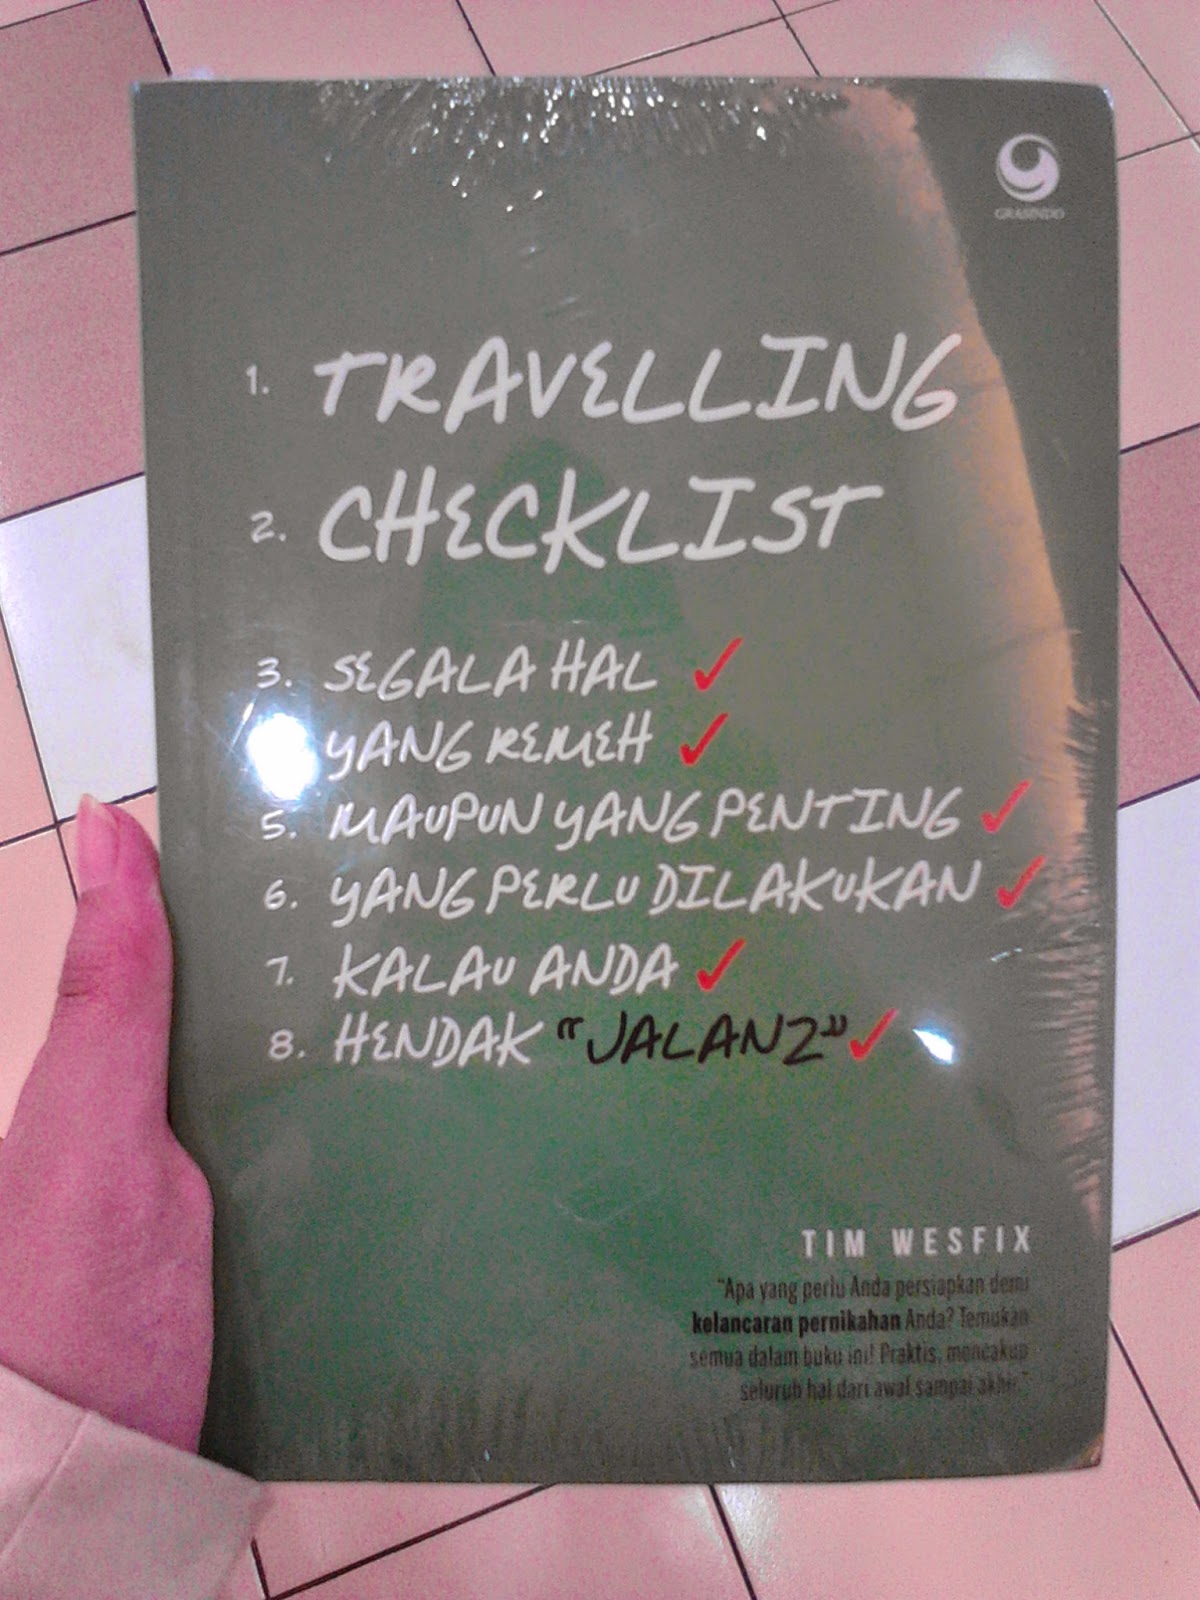 GRASINDO
1. TRAVELLING
2. CHECKLIST
3. SEGALA HAL ✓
YANG REMEH ✓
5. MAUPUN YANG PENTING ✓
6. YANG PERLU DILAKUKAN ✓
7. KALAU ANDA ✓
8. HENDAK "JALAN2" ✓
TIM WESFIX
"Apa yang perlu Anda persiapkan demi
kelancaran pernikahan Anda? Temukan
semua dalam buku ini! Praktis, mencakup
seluruh hal dari awal sampai akhir."